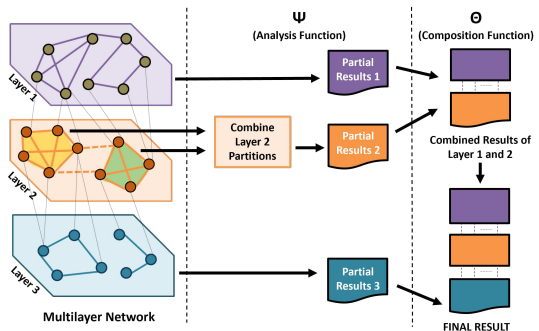 Ψ
(Analysis Function)
Θ
(Composition Function)
Layer 1
Partial
Results 1
Layer 2
Combine
Layer 2
Partitions
Partial
Results 2
Combined Results of
Layer 1 and 2
Layer 3
Partial
Results 3
Multilayer Network
FINAL RESULT